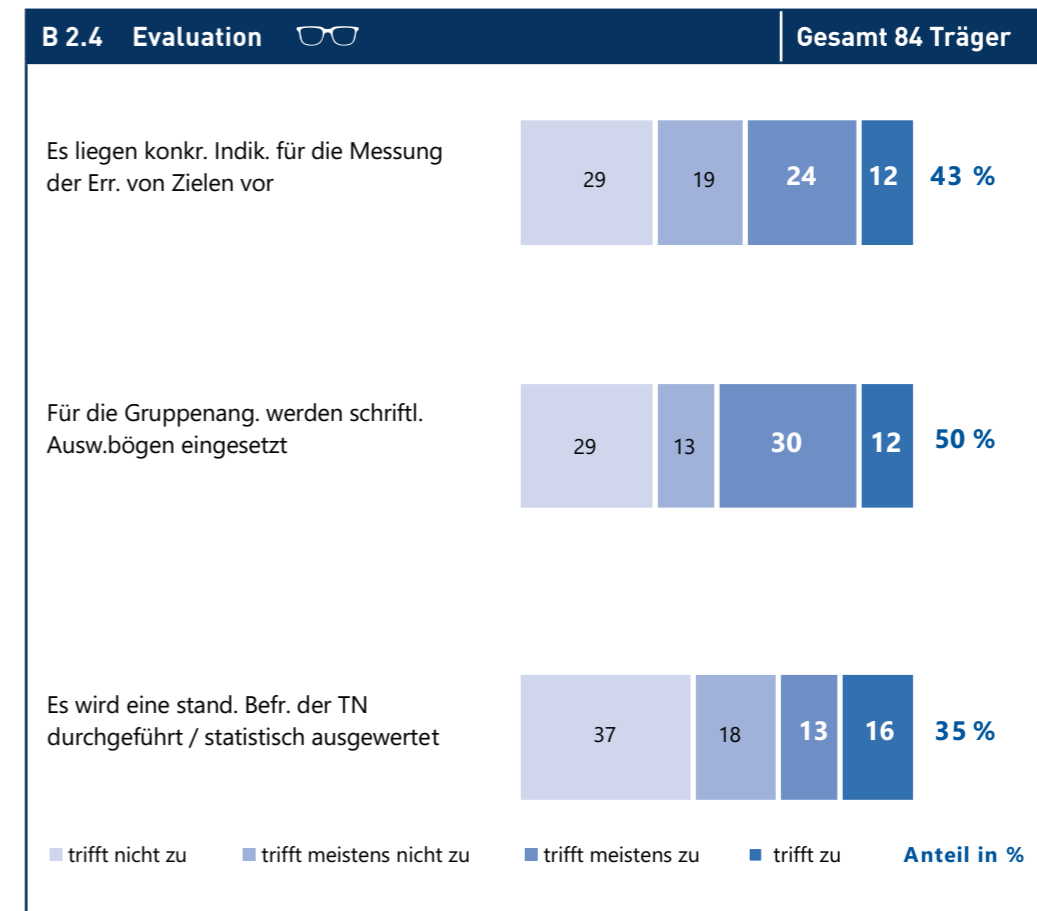 B 2.4 Evaluation Gesamt 84 Träger
Es liegen konkr. Indik. für die Messung
der Err. von Zielen vor
29 19 24 12 43 %
Für die Gruppenang. werden schriftl.
Ausw.bögen eingesetzt
29 13 30 12 50 %
Es wird eine stand. Befr. der TN
durchgeführt / statistisch ausgewertet
37 18 13 16 35 %
trifft nicht zu trifft meistens nicht zu trifft meistens zu trifft zu Anteil in %